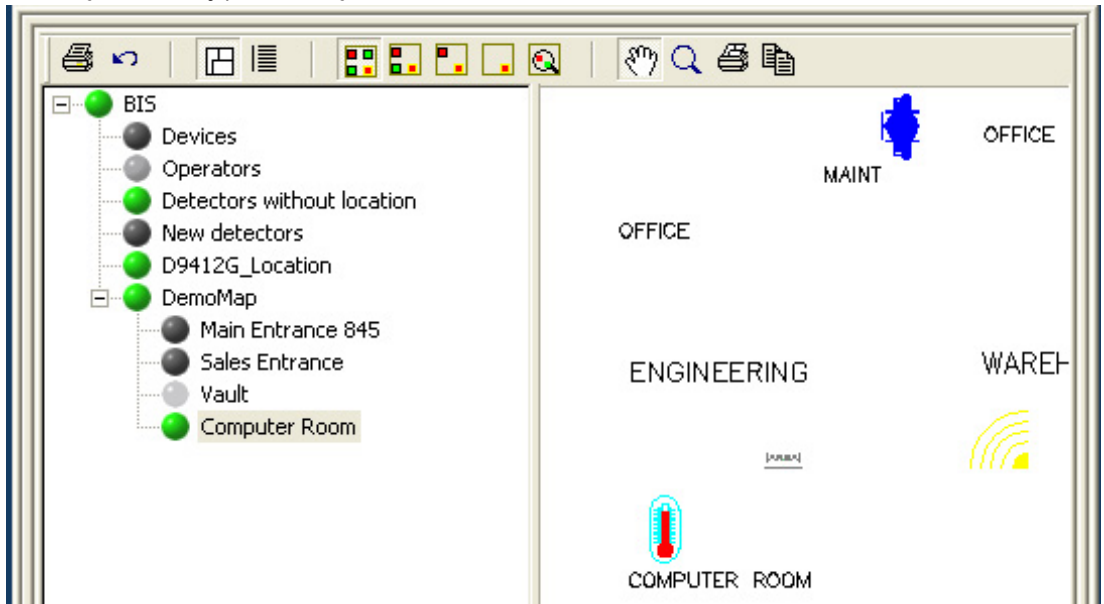 BIS
Devices
Operators
Detectors without location
New detectors
D9412G_Location
DemoMap
Main Entrance 845
Sales Entrance
Vault
Computer Room
OFFICE
MAINT
OFFICE
ENGINEERING
WAREH
COMPUTER ROOM